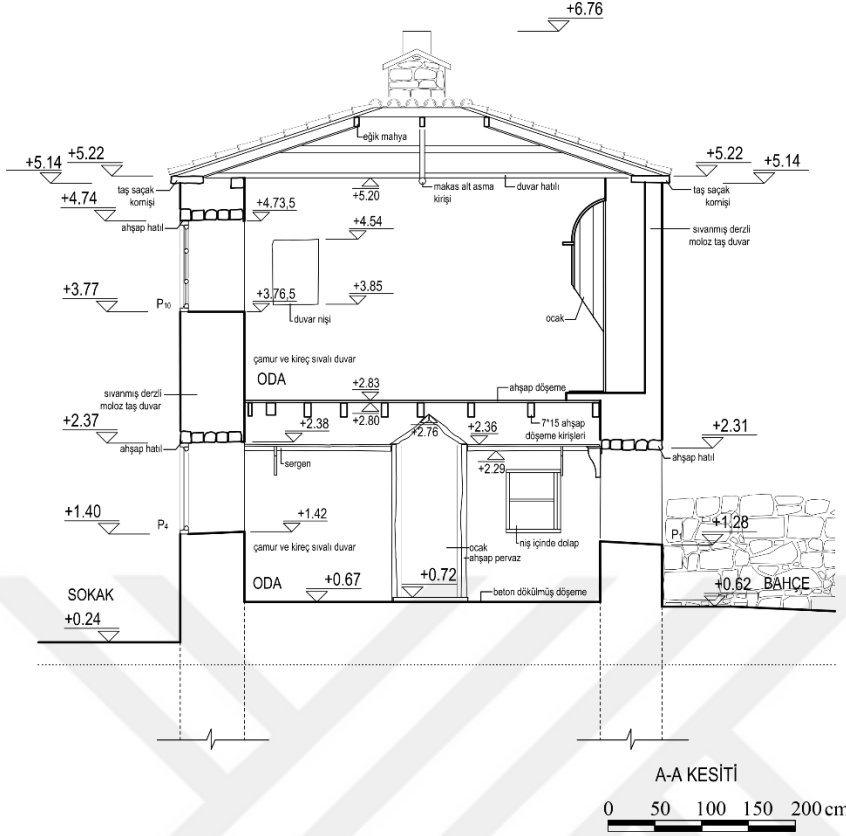 +6.76
eğik mahya
+5.22
+5.14
taş saçak
kornişi
+5.20
makas alt asma
kirişi
duvar hatılı
+5.22
+5.14
taş saçak
kornişi
+4.74
ahşap hatıl
+4.73,5
+4.54
sıvanmış derzli
moloz taş duvar
+3.77
P₁₀
+3.76,5
+3.85
duvar nişi
ocak
çamur ve kireç sıvalı duvar
ODA
sıvanmış derzli
moloz taş duvar
+2.83
ahşap döşeme
+2.80
+2.37
ahşap hatıl
+2.38
+2.76
+2.36
7*15 ahşap
döşeme kirişleri
+2.31
ahşap hatıl
sergen
+2.29
+1.40
P₄
+1.42
niş içinde dolap
P₁
+1.28
çamur ve kireç sıvalı duvar
ocak
ahşap pervaz
ODA
+0.67
+0.72
beton dökülmüş döşeme
+0.62
BAHÇE
SOKAK
+0.24
A-A KESİTİ
0 50 100 150 200 cm